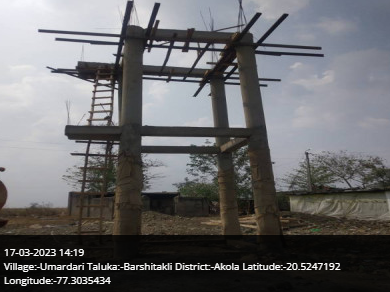 17-03-2023 14:19
Village:-Umardari Taluka:-Barshitakli District:-Akola Latitude:-20.5247192
Longitude:-77.3035434